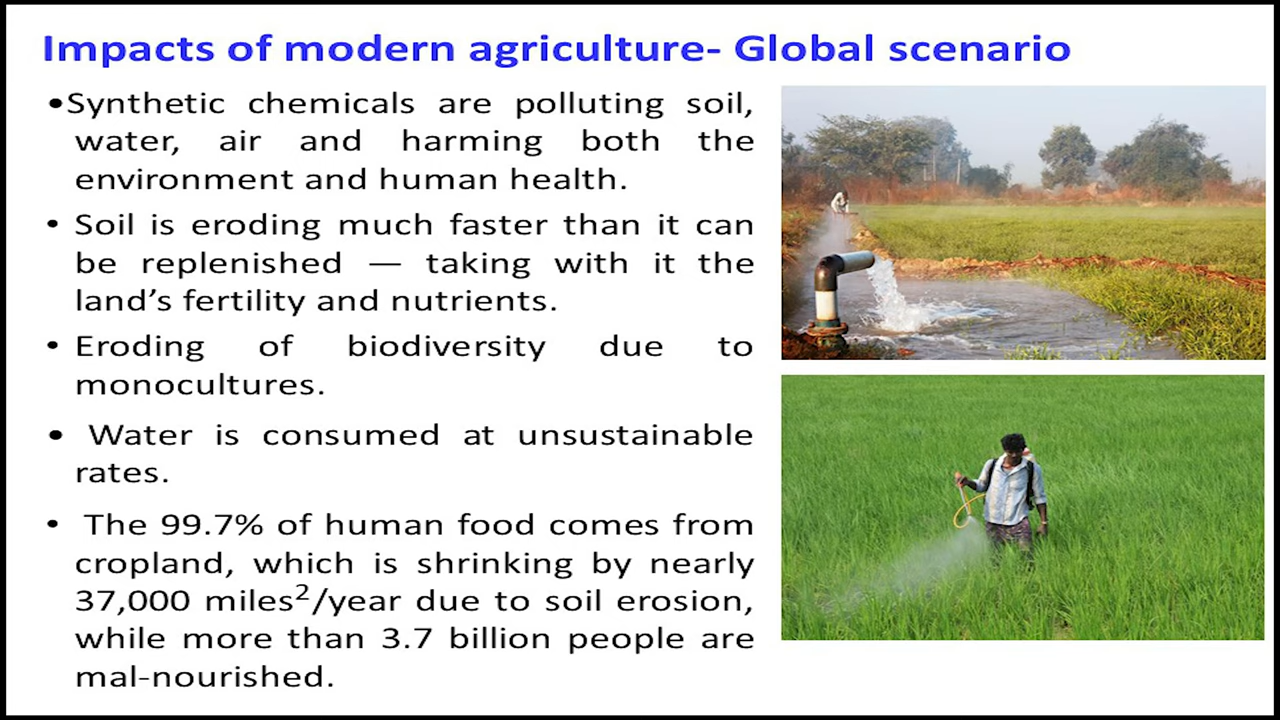 Impacts of modern agriculture- Global scenario
•Synthetic chemicals are polluting soil,
water, air and harming both the
environment and human health.
• Soil is eroding much faster than it can
be replenished — taking with it the
land’s fertility and nutrients.
• Eroding of biodiversity due to
monocultures.
• Water is consumed at unsustainable
rates.
• The 99.7% of human food comes from
cropland, which is shrinking by nearly
37,000 miles²/year due to soil erosion,
while more than 3.7 billion people are
mal-nourished.